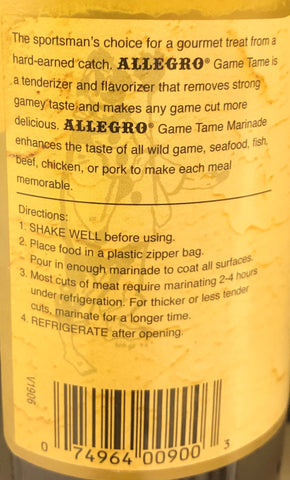 The sportsman's choice for a gourmet treat from a
hard-earned catch, ALLEGRO® Game Tame is
a tenderizer and flavorizer that removes strong
gamey taste and makes any game cut more
delicious. ALLEGRO® Game Tame Marinade
enhances the taste of all wild game, seafood, fish,
beef, chicken, or pork to make each meal
memorable.
Directions:
1. SHAKE WELL before using.
2. Place food in a plastic zipper bag.
Pour in enough marinade to coat all surfaces.
3. Most cuts of meat require marinating 2-4 hours
under refrigeration. For thicker or less tender
cuts, marinate for a longer time.
4. REFRIGERATE after opening.
V1906
0 74964 00900 3